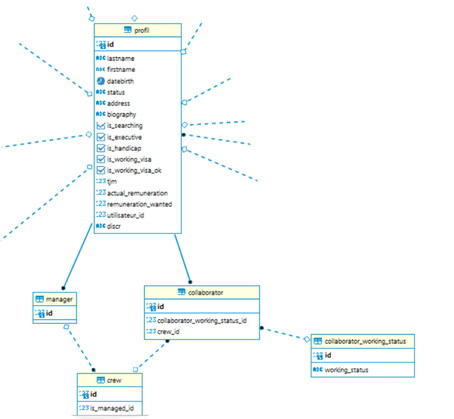 profil
123 id
ABC lastname
ABC firstname
datebirth
ABC status
ABC address
ABC biography
is_searching
is_executive
is_handicap
is_working_visa
is_working_visa_ok
123 tjm
123 actual_remuneration
123 remuneration_wanted
123 utilisateur_id
ABC discr
manager
123 id
collaborator
123 id
123 collaborator_working_status_id
123 crew_id
collaborator_working_status
123 id
ABC working_status
crew
123 id
123 is_managed_id